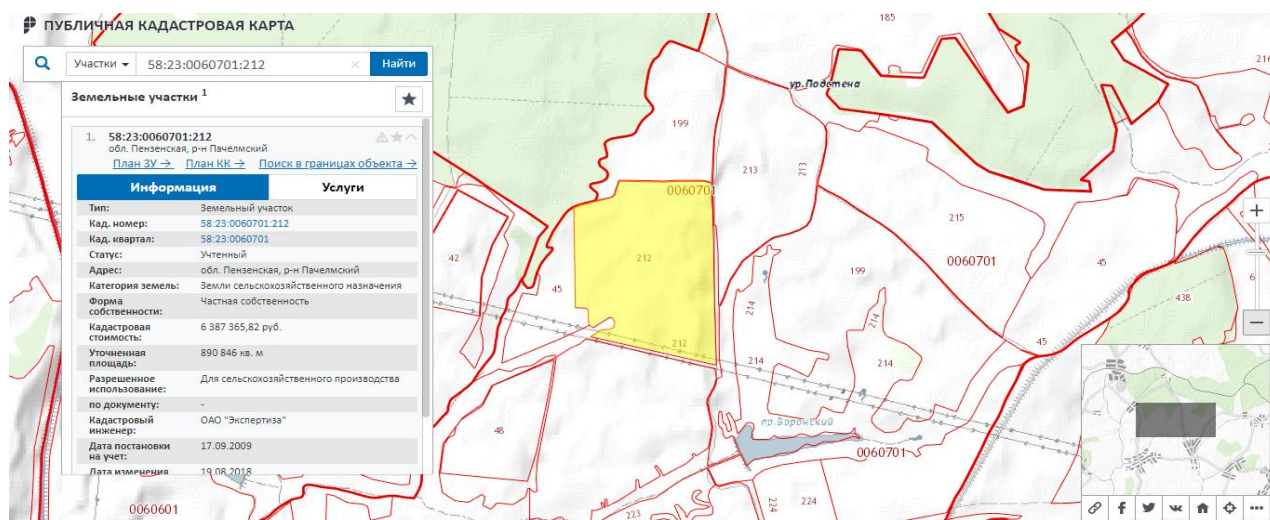 ПУБЛИЧНАЯ КАДАСТРОВАЯ КАРТА
Участки 58:23:0060701:212 × Найти
Земельные участки 1
1. 58:23:0060701:212
обл. Пензенская, р-н Пачелмский
План ЗУ → План КК → Поиск в границах объекта →
Информация Услуги
Тип: Земельный участок
Кад. номер: 58:23:0060701:212
Кад. квартал: 58:23:0060701
Статус: Учтенный
Адрес: обл. Пензенская, р-н Пачелмский
Категория земель: Земли сельскохозяйственного назначения
Форма собственности: Частная собственность
Кадастровая стоимость: 6 387 365,82 руб.
Уточненная площадь: 890 846 кв. м
Разрешенное использование: Для сельскохозяйственного производства
по документу: -
Кадастровый инженер: ОАО "Экспертиза"
Дата постановки на учет: 17.09.2009
Дата изменения 19.08.2018
185
216
ур.Подстена
199
213
213
0060701
215
42
212
199
0060701
45
45
6
438
214
214
212
45
214
214
48
пр.Воронский
0060701
0060601
223
224
224